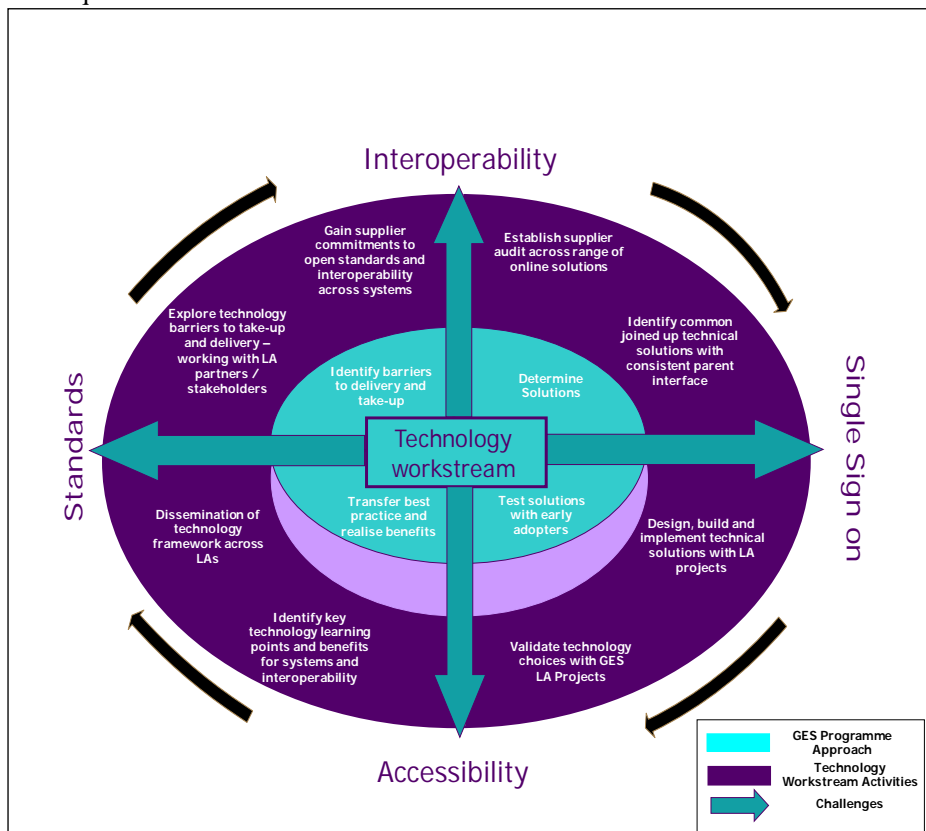 Interoperability
Gain supplier
commitments to
open standards and
interoperability
across systems
Establish supplier
audit across range of
online solutions
Explore technology
barriers to take-up
and delivery –
working with LA
partners /
stakeholders
Identify common
joined up technical
solutions with
consistent parent
interface
Identify barriers
to delivery and
take-up
Determine
Solutions
Standards
Technology
workstream
Single Sign on
Transfer best
practice and
realise benefits
Test solutions
with early
adopters
Dissemination of
technology
framework across
LAs
Design, build and
implement technical
solutions with LA
projects
Identify key
technology learning
points and benefits
for systems and
interoperability
Validate technology
choices with GES
LA Projects
Accessibility
GES Programme
Approach
Technology
Workstream Activities
Challenges